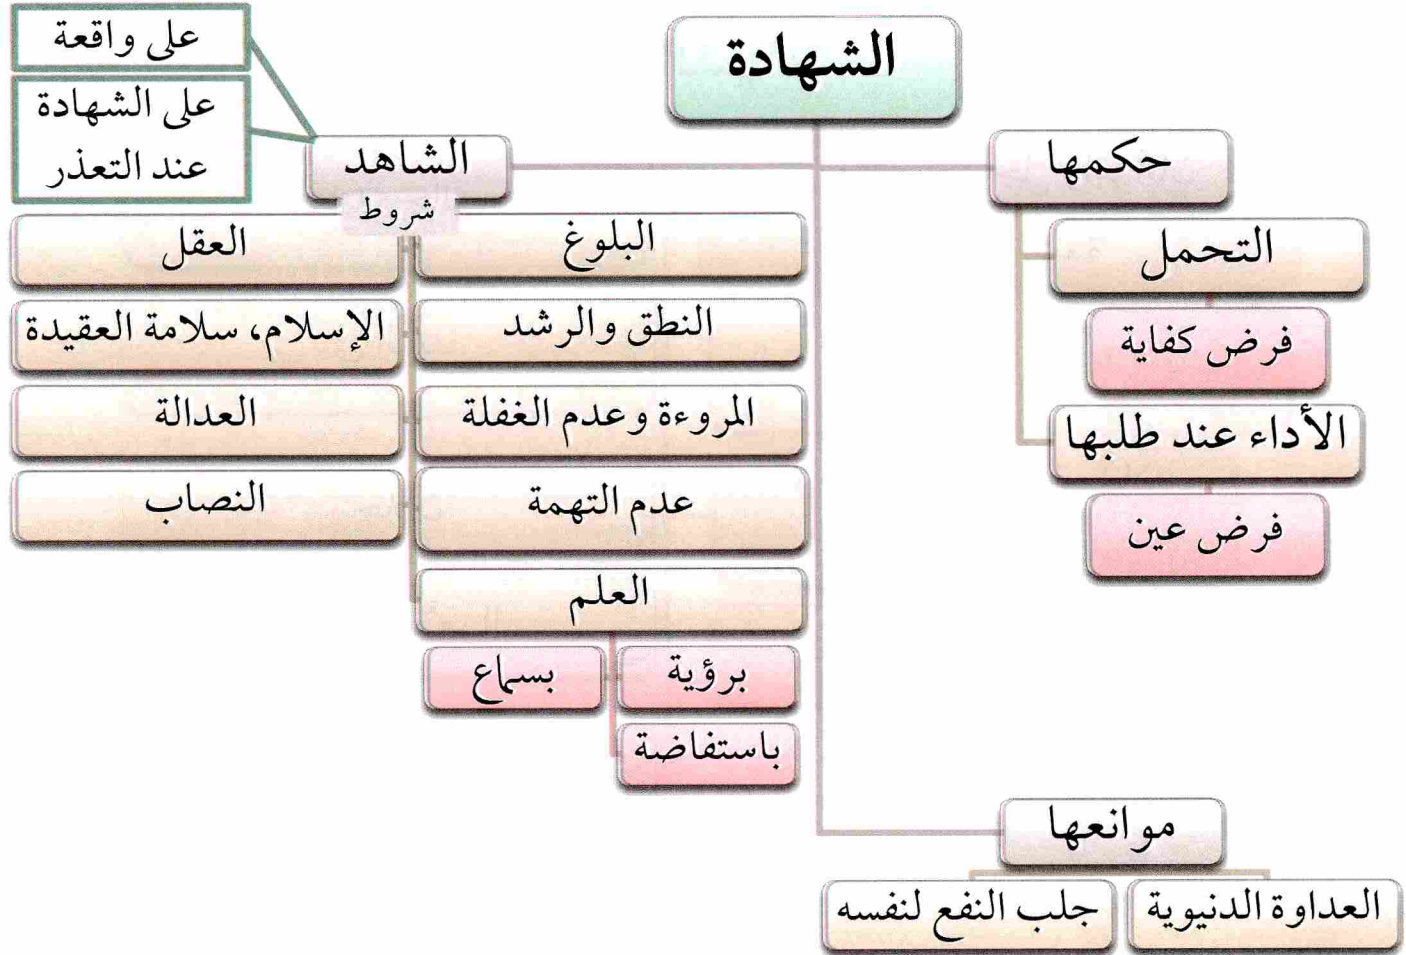 الشهادة
حكمها
التحمل
فرض كفاية
الأداء عند طلبها
فرض عين
الشاهد
على واقعة
على الشهادة
عند التعذر
شروط
البلوغ
العقل
النطق والرشد
الإسلام، سلامة العقيدة
المروءة وعدم الغفلة
العدالة
عدم التهمة
النصاب
العلم
برؤية
بسماع
باستفاضة
موانعها
العداوة الدنيوية
جلب النفع لنفسه